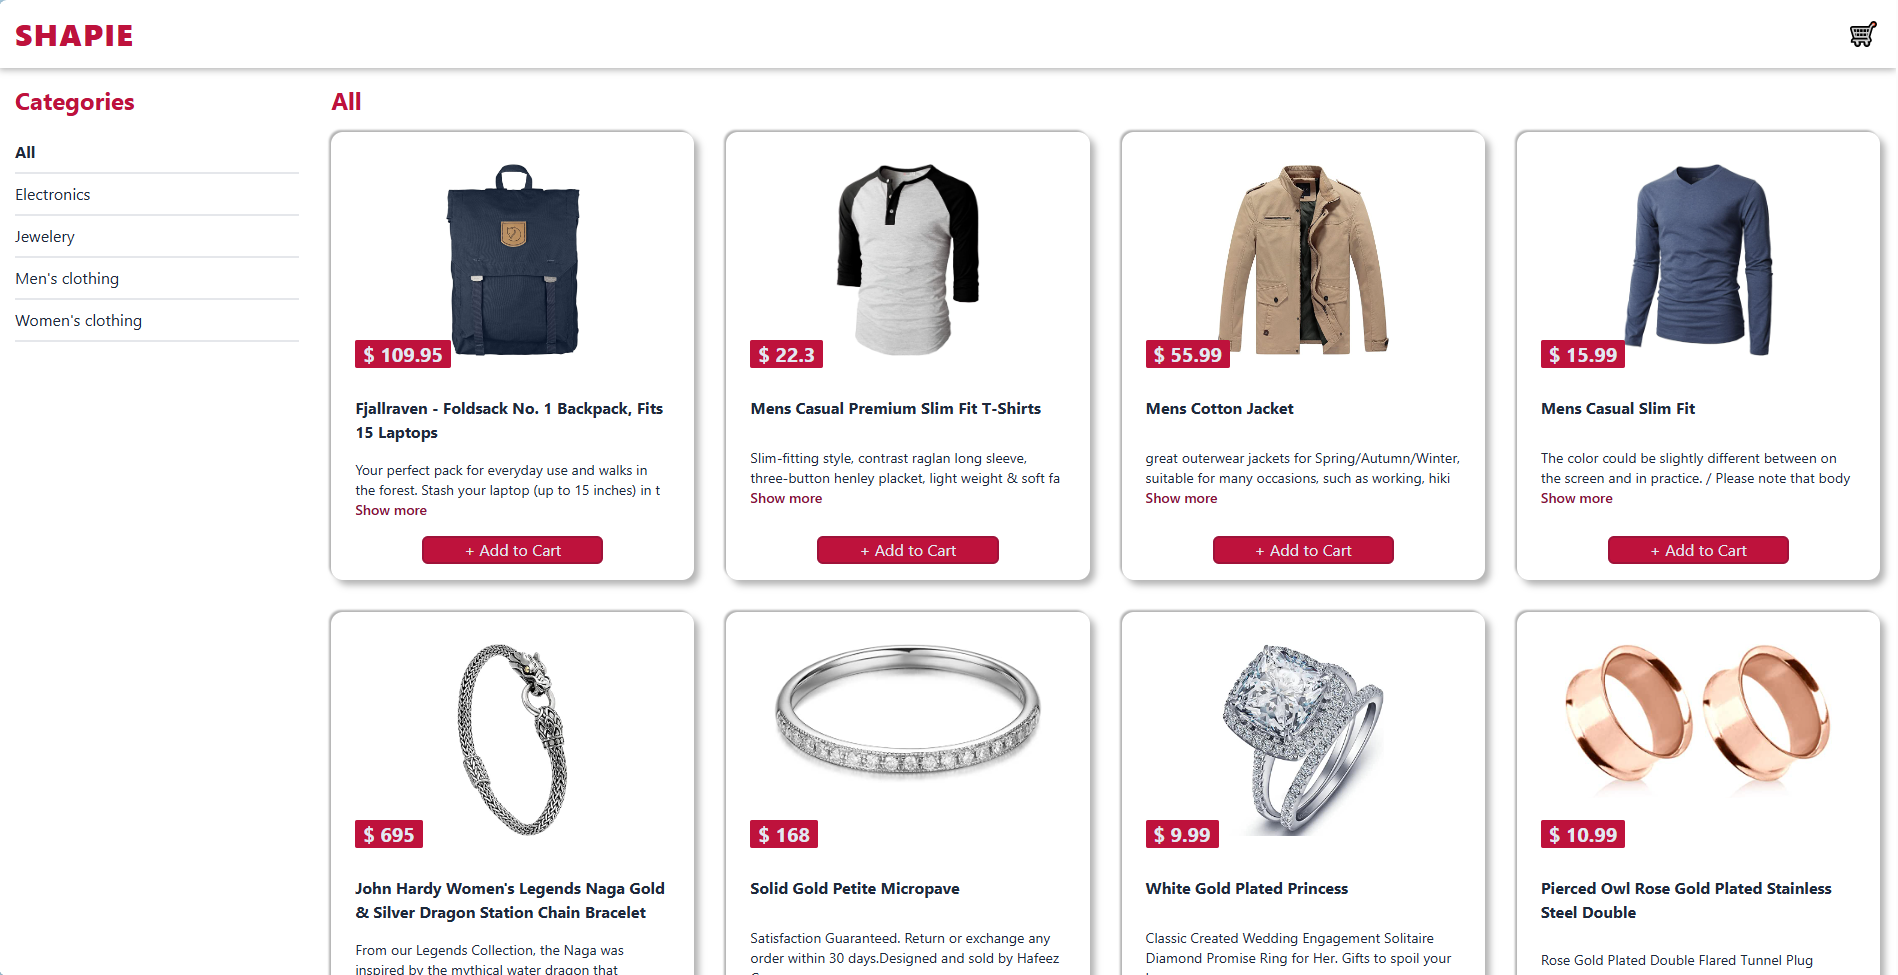 SHAPIE
Categories
All
Electronics
Jewelery
Men's clothing
Women's clothing
All
$ 109.95
Fjallraven - Foldsack No. 1 Backpack, Fits
15 Laptops
Your perfect pack for everyday use and walks in
the forest. Stash your laptop (up to 15 inches) in t
Show more
+ Add to Cart
$ 22.3
Mens Casual Premium Slim Fit T-Shirts
Slim-fitting style, contrast raglan long sleeve,
three-button henley placket, light weight & soft fa
Show more
+ Add to Cart
$ 55.99
Mens Cotton Jacket
great outerwear jackets for Spring/Autumn/Winter,
suitable for many occasions, such as working, hiki
Show more
+ Add to Cart
$ 15.99
Mens Casual Slim Fit
The color could be slightly different between on
the screen and in practice. / Please note that body
Show more
+ Add to Cart
$ 695
John Hardy Women's Legends Naga Gold
& Silver Dragon Station Chain Bracelet
From our Legends Collection, the Naga was
inspired by the mythical water dragon that
$ 168
Solid Gold Petite Micropave
Satisfaction Guaranteed. Return or exchange any
order within 30 days.Designed and sold by Hafeez
$ 9.99
White Gold Plated Princess
Classic Created Wedding Engagement Solitaire
Diamond Promise Ring for Her. Gifts to spoil your
$ 10.99
Pierced Owl Rose Gold Plated Stainless
Steel Double
Rose Gold Plated Double Flared Tunnel Plug